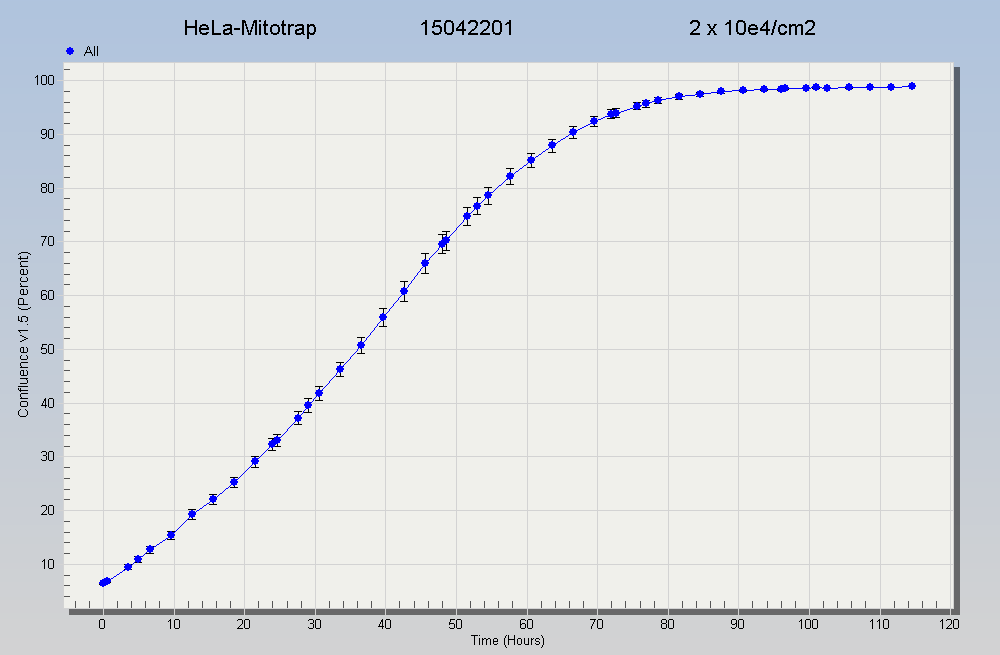 HeLa-Mitotrap 15042201 2 x 10e4/cm2
All
100
90
80
70
60
50
40
30
20
10
Confluence v1.5 (Percent)
0 10 20 30 40 50 60 70 80 90 100 110 120
Time (Hours)